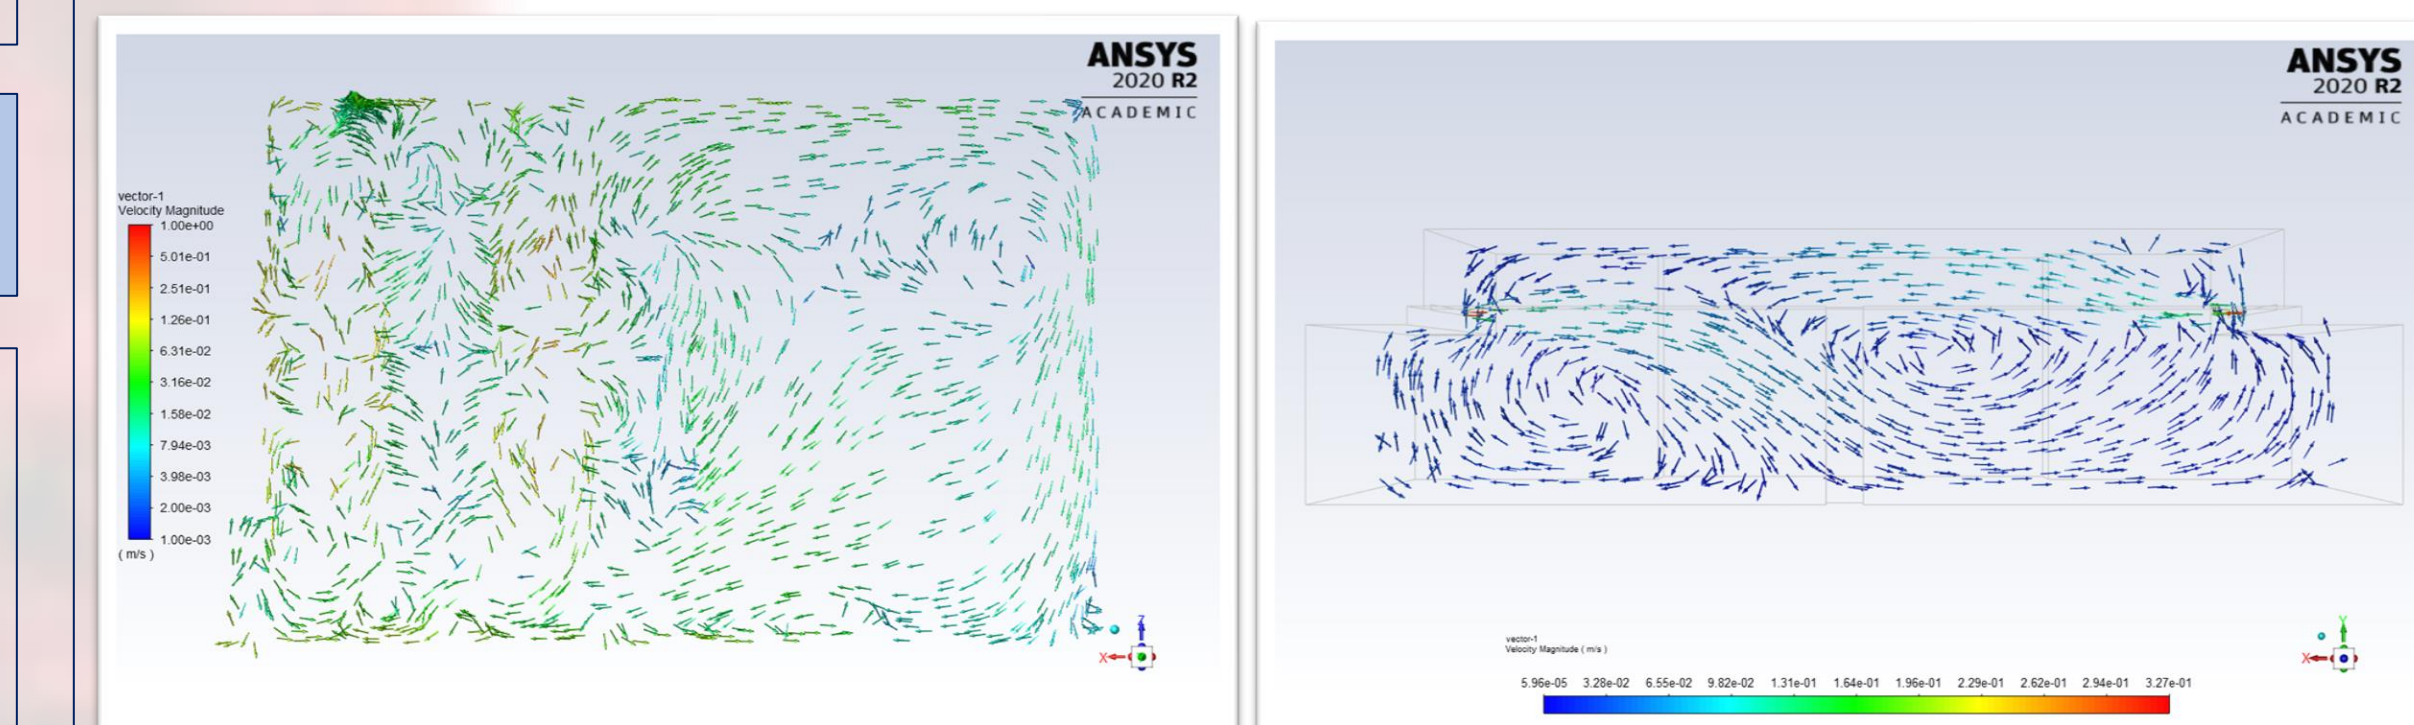 ANSYS
2020 R2
ACADEMIC
vector-1
Velocity Magnitude
1.00e+00
5.01e-01
2.51e-01
1.26e-01
6.31e-02
3.16e-02
1.58e-02
7.94e-03
3.98e-03
2.00e-03
1.00e-03
( m/s )
Z
X
ANSYS
2020 R2
ACADEMIC
vector-1
Velocity Magnitude ( m/s )
Y
X
5.96e-05 3.28e-02 6.55e-02 9.82e-02 1.31e-01 1.64e-01 1.96e-01 2.29e-01 2.62e-01 2.94e-01 3.27e-01